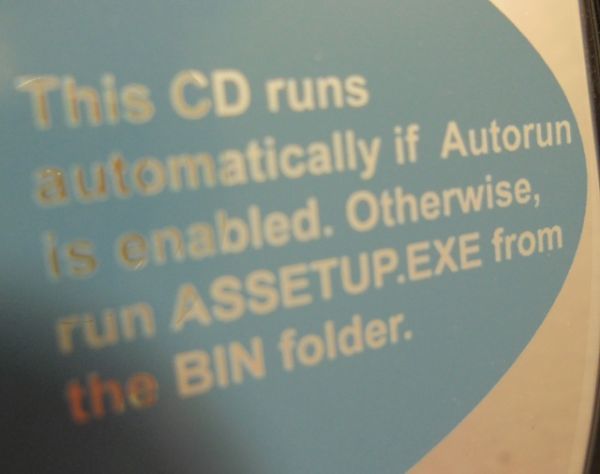 This CD runs
automatically if Autorun
is enabled. Otherwise,
run ASSETUP.EXE from
the BIN folder.